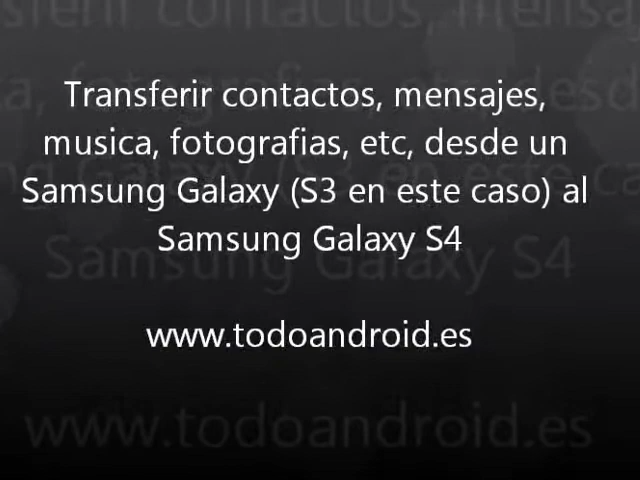 Transferir contactos, mensajes,
musica, fotografias, etc, desde un
Samsung Galaxy (S3 en este caso) al
Samsung Galaxy S4
www.todoandroid.es